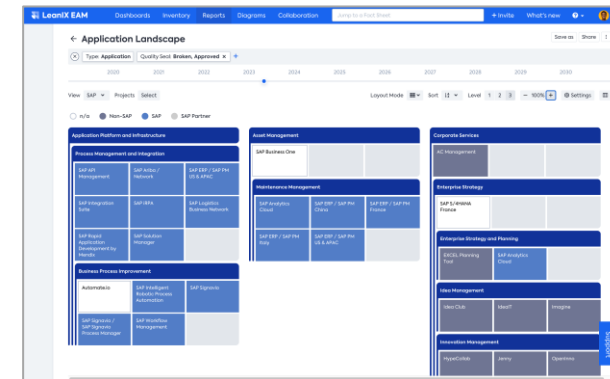 LeanIX EAM Dashboards Inventory Reports Diagrams Collaboration Jump to a Fact Sheet + Invite What's new
← Application Landscape Save as Share
Type: Application Quality Seal: Broken, Approved × +
2020 2021 2022 2023 2024 2025 2026 2027 2028 2029 2030
View SAP Projects Select Layout Mode Sort Level 1 2 3 − 100% + Settings
n/a Non-SAP SAP SAP Partner
Application Platform and Infrastructure
Process Management and Integration
SAP API Management
SAP Ariba / Network
SAP ERP / SAP PM US & APAC
SAP Integration Suite
SAP IRPA
SAP Logistics Business Network
SAP Rapid Application Development by Mendix
SAP Solution Manager
Business Process Improvement
Automate.io
SAP Intelligent Robotic Process Automation
SAP Signavio
SAP Signavio / SAP Signavio Process Manager
SAP Workflow Management
Asset Management
SAP Business One
Maintenance Management
SAP Analytics Cloud
SAP ERP / SAP PM China
SAP ERP / SAP PM France
SAP ERP / SAP PM Italy
SAP ERP / SAP PM US & APAC
Corporate Services
AC Management
Enterprise Strategy
SAP S/4HANA France
Enterprise Strategy and Planning
EXCEL Planning Tool
SAP Analytics Cloud
Idea Management
Idea Club
IdeaIT
Imagine
Innovation Management
HypeCollab
Jenny
OpenInno
Support